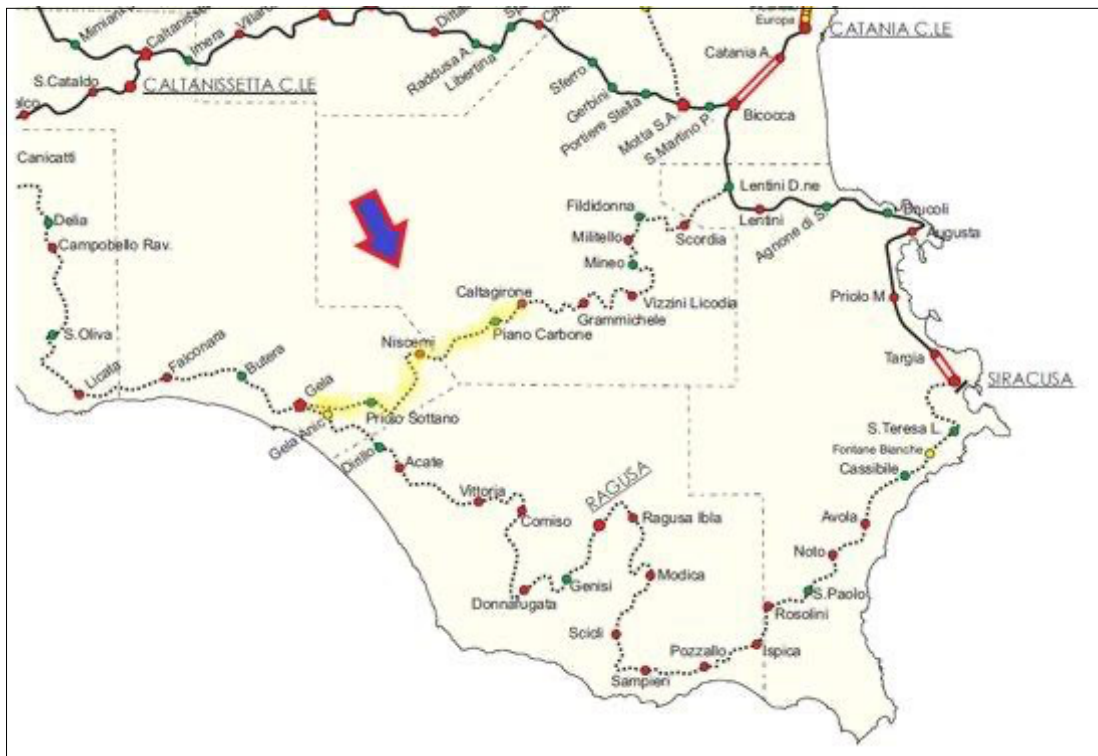 Europa
CATANIA C.LE
Mimiani
Imera
Raddusa A.
Libertina
Catania A.
S.Cataldo
CALTANISSETTA C.LE
Sferro
Gerbini
Portiere Stella
Motta S.A
S.Martino P.
Bicocca
Canicatti
Delia
Campobello Rav.
S.Oliva
Licata
Falconara
Butera
Gela
Gela Anic
Priolo Sottano
Niscemi
Piano Carbone
Caltagirone
Grammichele
Vizzini Licodia
Mineo
Militello
Fildidonna
Scordia
Lentini D.ne
Lentini
Agnone di S.
Brucoli
Augusta
Priolo M
Targia
SIRACUSA
S.Teresa L.
Fontane Bianche
Cassibile
Avola
Noto
S.Paolo
Rosolini
Ispica
Pozzallo
Sampieri
Scicli
Modica
Ragusa Ibla
RAGUSA
Genisi
Donnafugata
Comiso
Vittoria
Acate
Dirillo